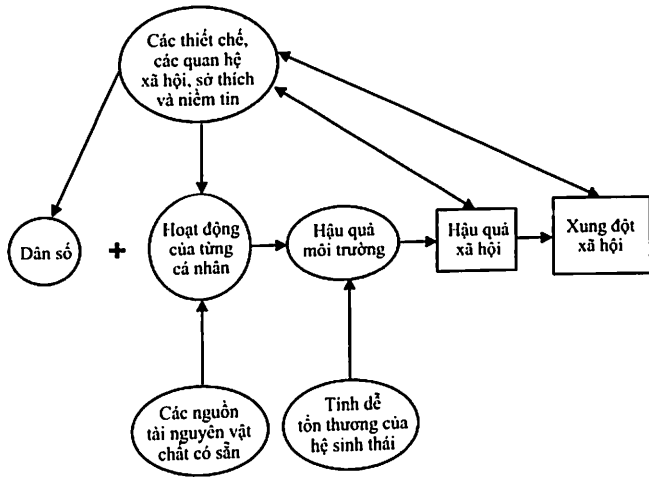 Các thiết chế,
các quan hệ
xã hội, sở thích
và niềm tin
Dân số
+
Hoạt động
của từng
cá nhân
Hậu quả
môi trường
Hậu quả
xã hội
Xung đột
xã hội
Các nguồn
tài nguyên vật
chất có sẵn
Tính dễ
tổn thương của
hệ sinh thái